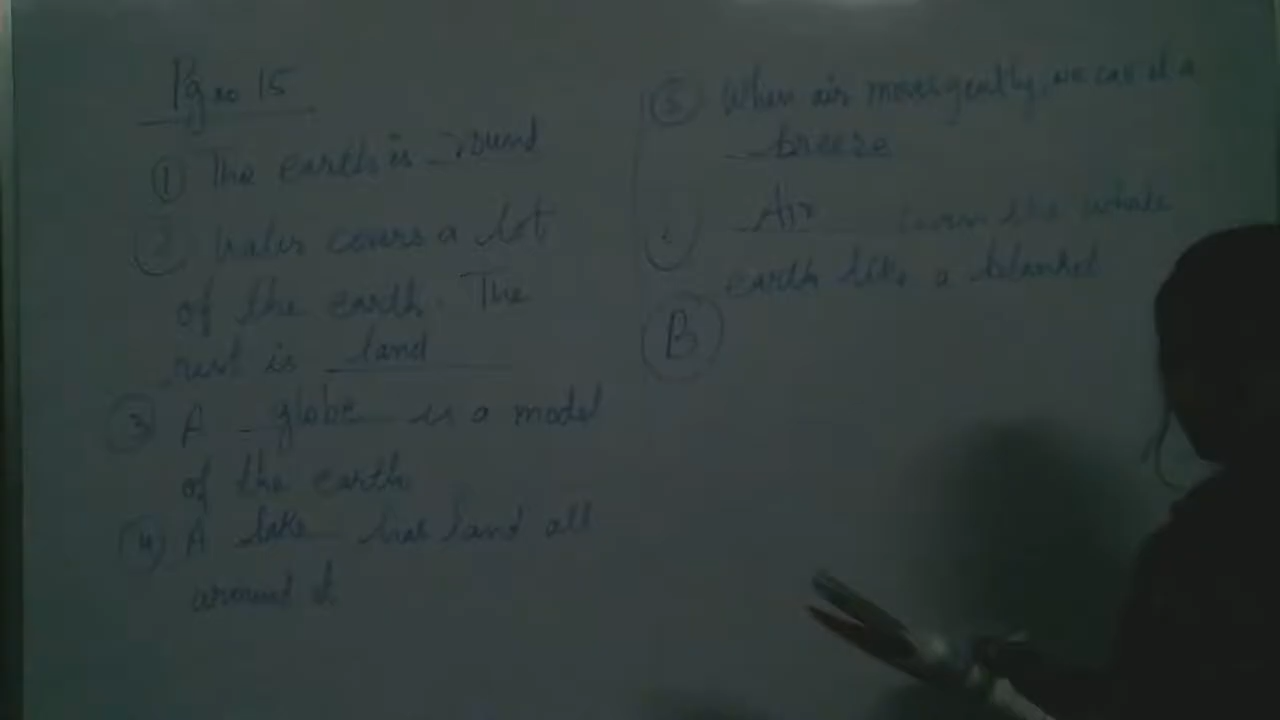 Pg no 15
① The earth is round
② Water covers a lot
of the earth. The
rest is land
③ A globe is a model
of the earth
④ A lake has land all
around it
⑤ When air moves gently, we call it a
breeze
Air the whole
earth like a blanket
B